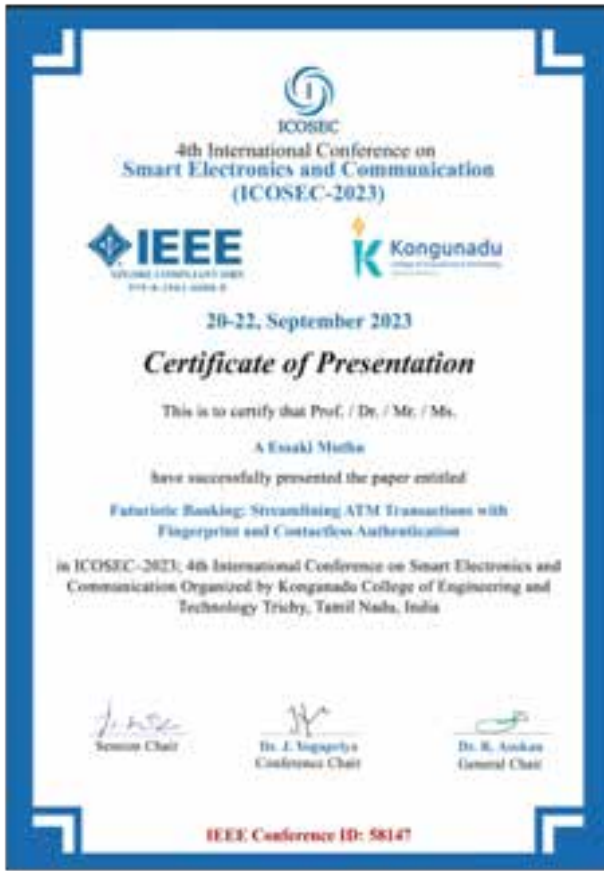 ICOSEC
4th International Conference on
Smart Electronics and Communication
(ICOSEC-2023)
IEEE
Kongunadu
20-22, September 2023
Certificate of Presentation
This is to certify that Prof. / Dr. / Mr. / Ms.
A Essaki Muthu
have successfully presented the paper entitled
Futuristic Banking: Streamlining ATM Transactions with
Fingerprint and Contactless Authentication
in ICOSEC-2023; 4th International Conference on Smart Electronics and
Communication Organized by Kongunadu College of Engineering and
Technology Trichy, Tamil Nadu, India
Session Chair
Dr. J. Yogapriya
Conference Chair
Dr. R. Asokan
General Chair
IEEE Conference ID: 58147